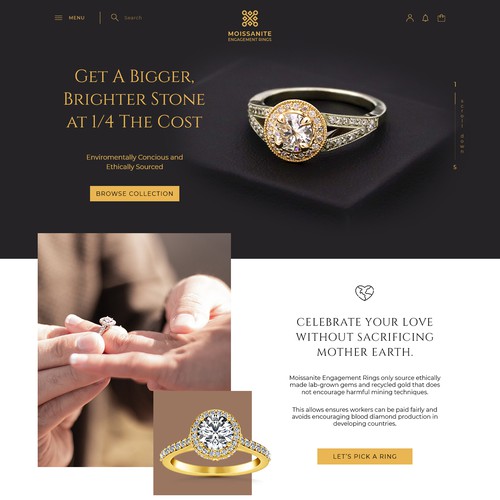 MENU
Search
MOISSANITE
ENGAGEMENT RINGS
GET A BIGGER,
BRIGHTER STONE
AT 1/4 THE COST
Enviromentally Concious and
Ethically Sourced
BROWSE COLLECTION
1
5
CELEBRATE YOUR LOVE
WITHOUT SACRIFICING
MOTHER EARTH.
Moissanite Engagement Rings only source ethically
made lab-grown gems and recycled gold that does
not encourage harmful mining techniques.
This allows ensures workers can be paid fairly and
avoids encouraging blood diamond production in
developing countries.
LET'S PICK A RING